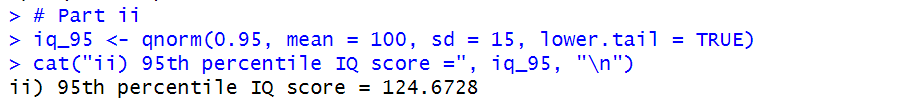 > # Part ii
> iq_95 <- qnorm(0.95, mean = 100, sd = 15, lower.tail = TRUE)
> cat("ii) 95th percentile IQ score =", iq_95, "\n")
ii) 95th percentile IQ score = 124.6728